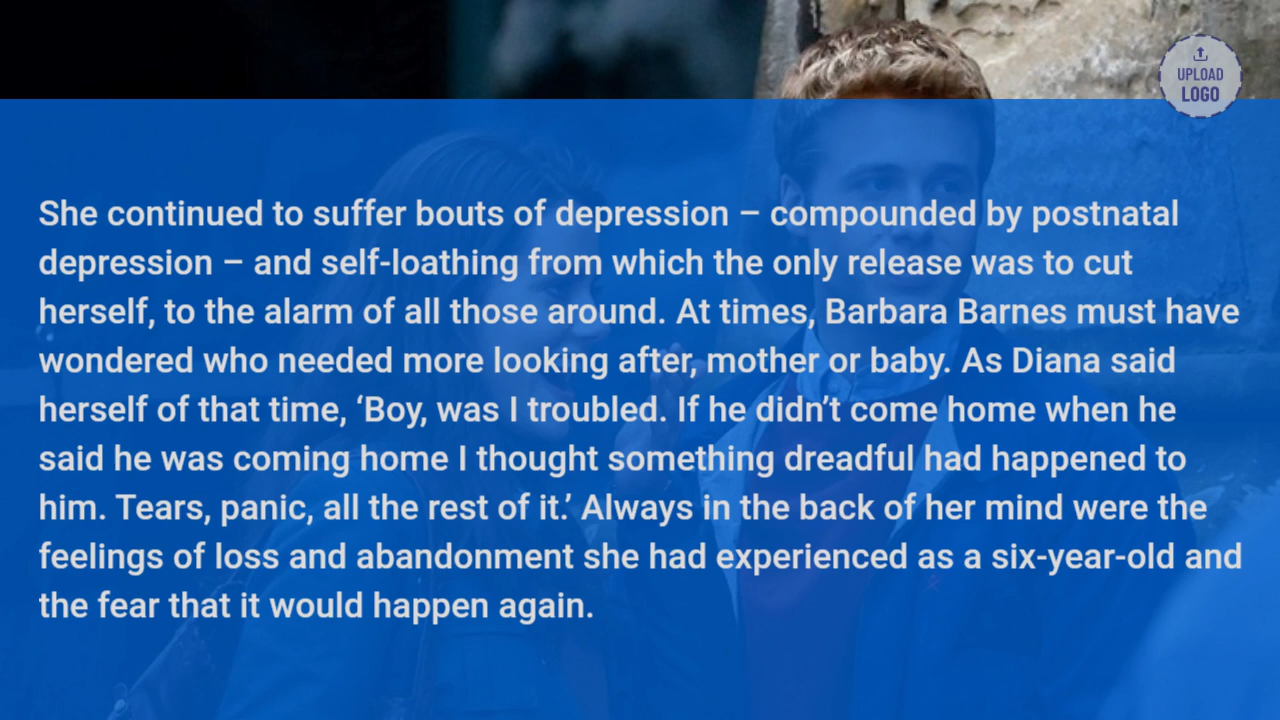 UPLOAD
LOGO
She continued to suffer bouts of depression – compounded by postnatal
depression – and self-loathing from which the only release was to cut
herself, to the alarm of all those around. At times, Barbara Barnes must have
wondered who needed more looking after, mother or baby. As Diana said
herself of that time, ‘Boy, was I troubled. If he didn’t come home when he
said he was coming home I thought something dreadful had happened to
him. Tears, panic, all the rest of it.’ Always in the back of her mind were the
feelings of loss and abandonment she had experienced as a six-year-old and
the fear that it would happen again.